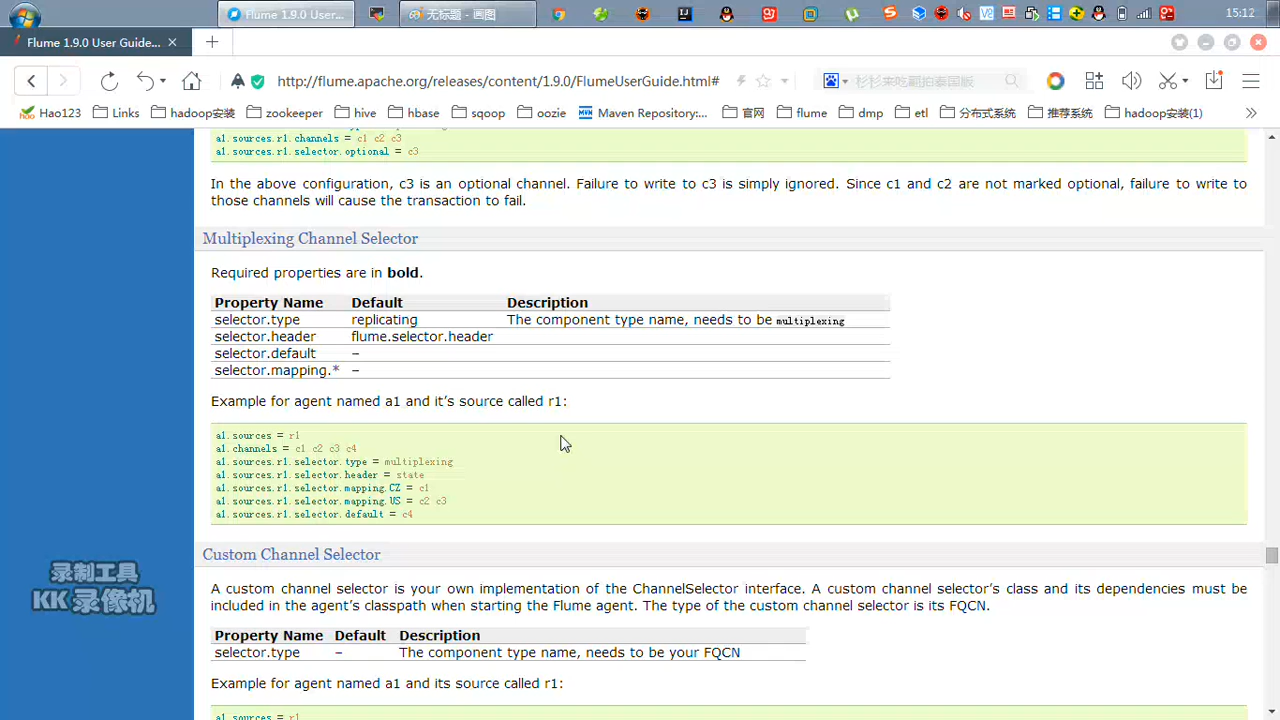 Flume 1.9.0 User...
无标题 - 画图
15:12
Flume 1.9.0 User Guide...
http://flume.apache.org/releases/content/1.9.0/FlumeUserGuide.html#
杉杉来吃翻拍泰国版
Hao123
Links
hadoop安装
zookeeper
hive
hbase
sqoop
oozie
Maven Repository:...
官网
flume
dmp
etl
分布式系统
推荐系统
hadoop安装(1)
a1.sources.r1.channels = c1 c2 c3
a1.sources.r1.selector.optional = c3
In the above configuration, c3 is an optional channel. Failure to write to c3 is simply ignored. Since c1 and c2 are not marked optional, failure to write to
those channels will cause the transaction to fail.
Multiplexing Channel Selector
Required properties are in bold.
Property Name Default Description
selector.type replicating The component type name, needs to be multiplexing
selector.header flume.selector.header
selector.default –
selector.mapping.* –
Example for agent named a1 and it's source called r1:
a1.sources = r1
a1.channels = c1 c2 c3 c4
a1.sources.r1.selector.type = multiplexing
a1.sources.r1.selector.header = state
a1.sources.r1.selector.mapping.CZ = c1
a1.sources.r1.selector.mapping.US = c2 c3
a1.sources.r1.selector.default = c4
Custom Channel Selector
A custom channel selector is your own implementation of the ChannelSelector interface. A custom channel selector's class and its dependencies must be
included in the agent's classpath when starting the Flume agent. The type of the custom channel selector is its FQCN.
Property Name Default Description
selector.type – The component type name, needs to be your FQCN
Example for agent named a1 and its source called r1:
a1.sources = r1
录制工具
KK 录像机